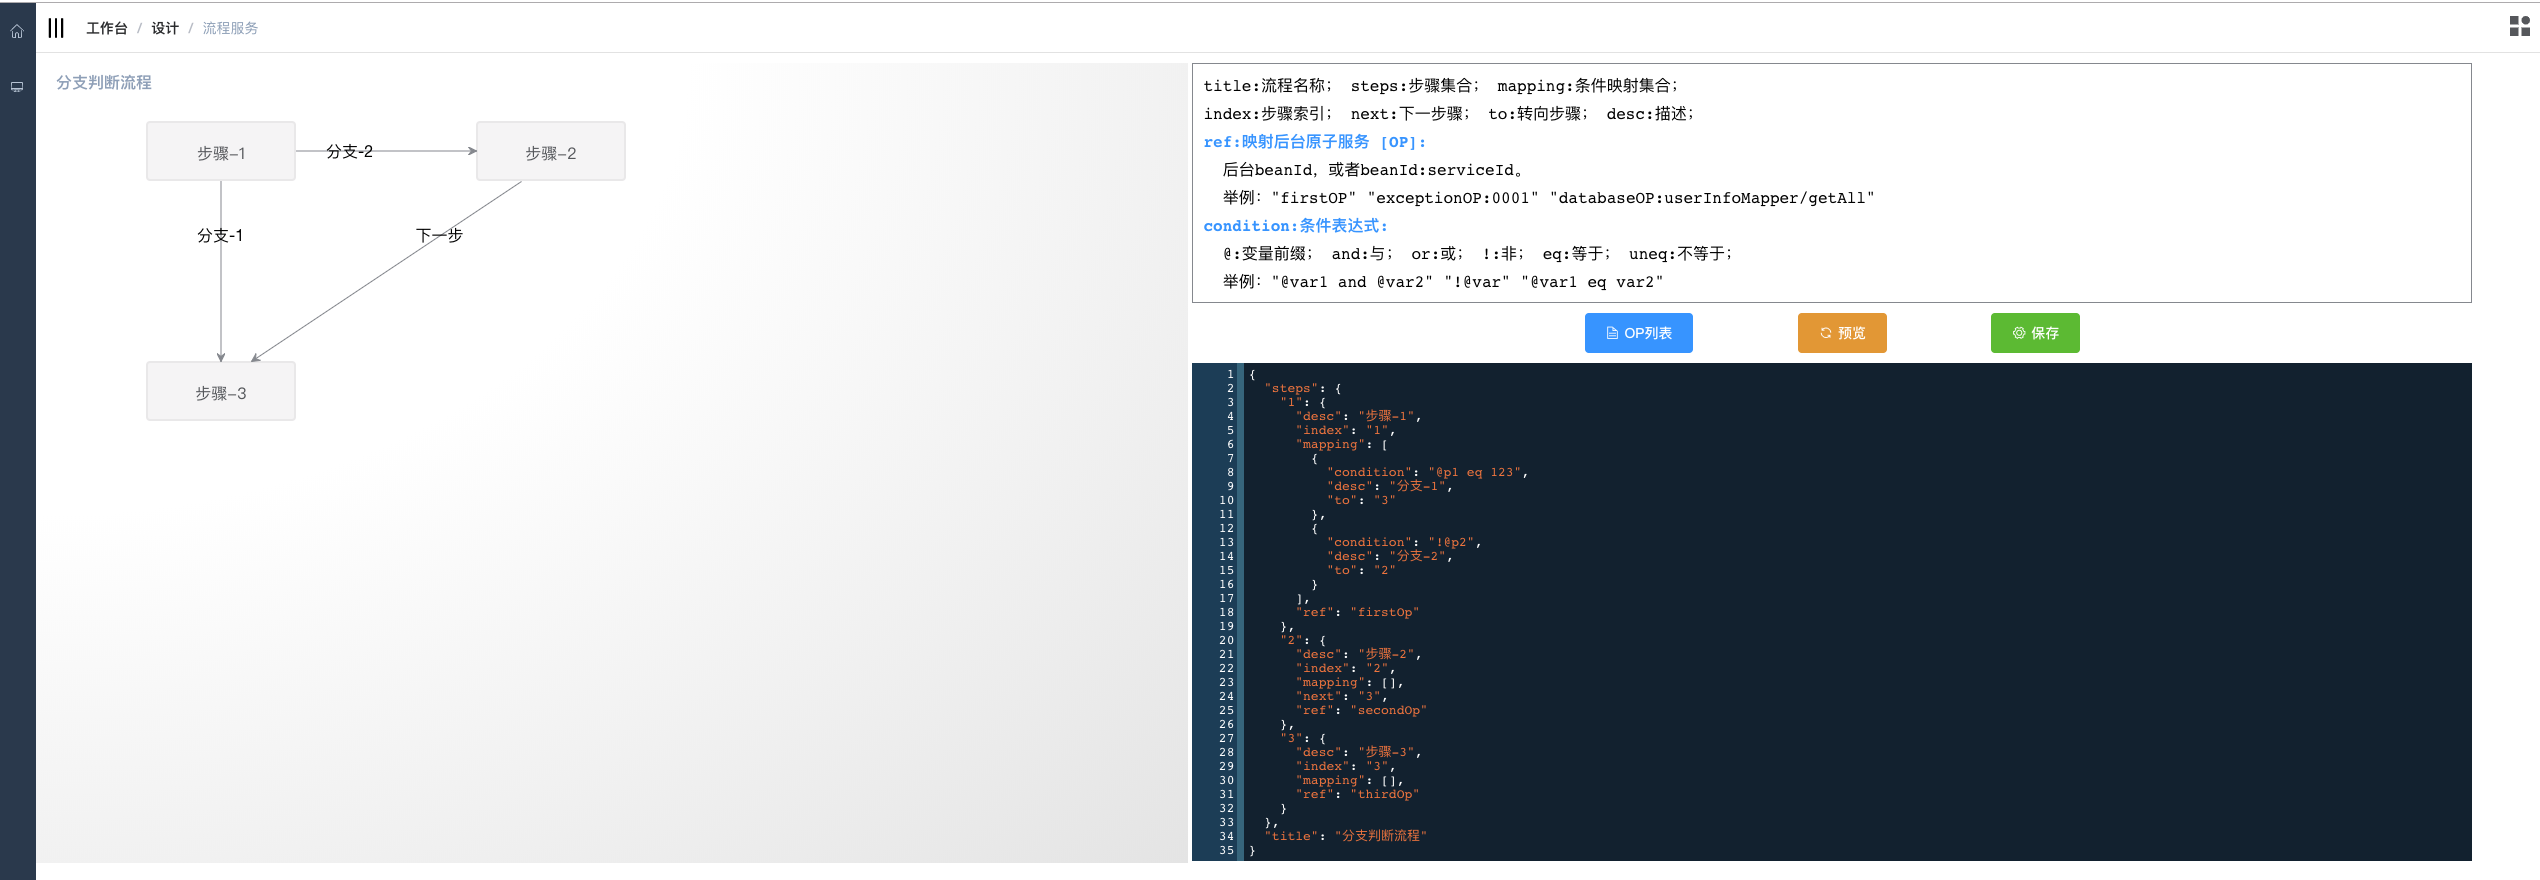 工作台 / 设计 / 流程服务
分支判断流程
步骤-1
分支-2
步骤-2
分支-1
下一步
步骤-3
title:流程名称； steps:步骤集合； mapping:条件映射集合；
index:步骤索引； next:下一步骤； to:转向步骤； desc:描述；
ref:映射后台原子服务 [OP]:
后台beanId，或者beanId:serviceId。
举例："firstOP" "exceptionOP:0001" "databaseOP:userInfoMapper/getAll"
condition:条件表达式:
@:变量前缀； and:与； or:或； !:非； eq:等于； uneq:不等于；
举例："@var1 and @var2" "!@var" "@var1 eq var2"
OP列表
预览
保存
1 {
2 "steps": {
3 "1": {
4 "desc": "步骤-1",
5 "index": "1",
6 "mapping": [
7 {
8 "condition": "@p1 eq 123",
9 "desc": "分支-1",
10 "to": "3"
11 },
12 {
13 "condition": "!@p2",
14 "desc": "分支-2",
15 "to": "2"
16 }
17 ],
18 "ref": "firstOp"
19 },
20 "2": {
21 "desc": "步骤-2",
22 "index": "2",
23 "mapping": [],
24 "next": "3",
25 "ref": "secondOp"
26 },
27 "3": {
28 "desc": "步骤-3",
29 "index": "3",
30 "mapping": [],
31 "ref": "thirdOp"
32 }
33 },
34 "title": "分支判断流程"
35 }